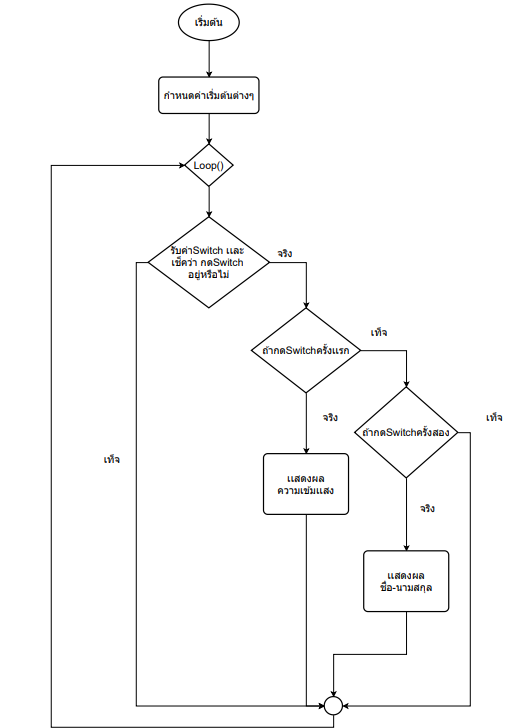 เริ่มต้น
กำหนดค่าเริ่มต้นต่างๆ
Loop()
รับค่าSwitch และ
เช็คว่า กดSwitch
อยู่หรือไม่
จริง
ถ้ากดSwitchครั้งแรก
เท็จ
จริง
ถ้ากดSwitchครั้งสอง
เท็จ
เท็จ
แสดงผล
ความเข้มแสง
จริง
แสดงผล
ชื่อ-นามสกุล